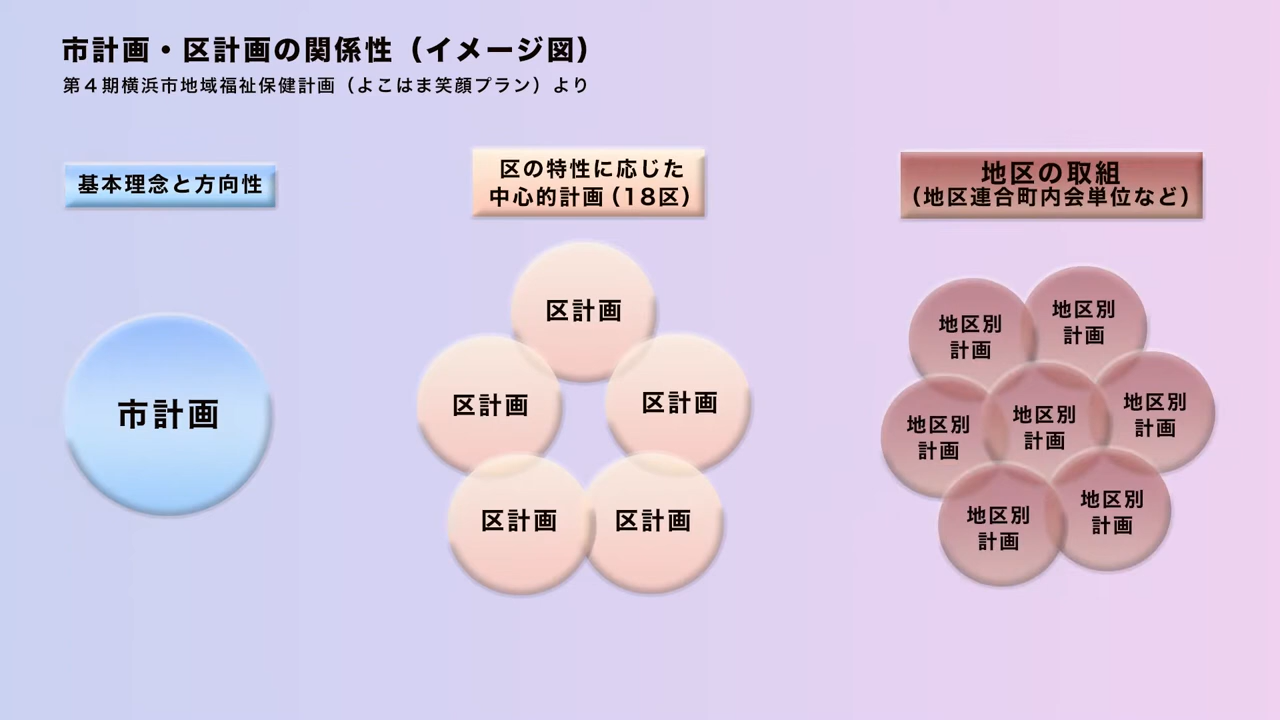 市計画・区計画の関係性（イメージ図）
第４期横浜市地域福祉保健計画（よこはま笑顔プラン）より
基本理念と方向性
市計画
区の特性に応じた
中心的計画（18区）
区計画
区計画
区計画
区計画
区計画
地区の取組
（地区連合町内会単位など）
地区別
計画
地区別
計画
地区別
計画
地区別
計画
地区別
計画
地区別
計画
地区別
計画